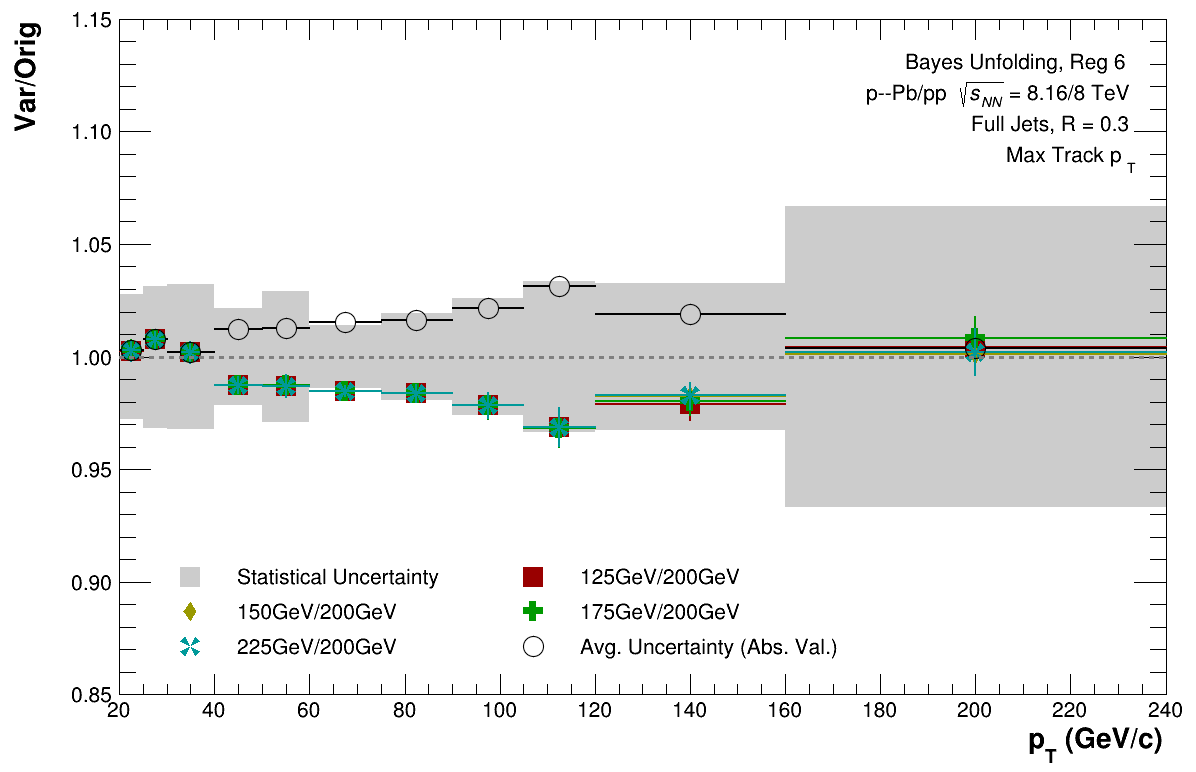 Var/Orig
1.15
1.10
1.05
1.00
0.95
0.90
0.85
Bayes Unfolding, Reg 6
p--Pb/pp √s_NN = 8.16/8 TeV
Full Jets, R = 0.3
Max Track p_T
Statistical Uncertainty
125GeV/200GeV
150GeV/200GeV
175GeV/200GeV
225GeV/200GeV
Avg. Uncertainty (Abs. Val.)
20 40 60 80 100 120 140 160 180 200 220 240
p_T (GeV/c)